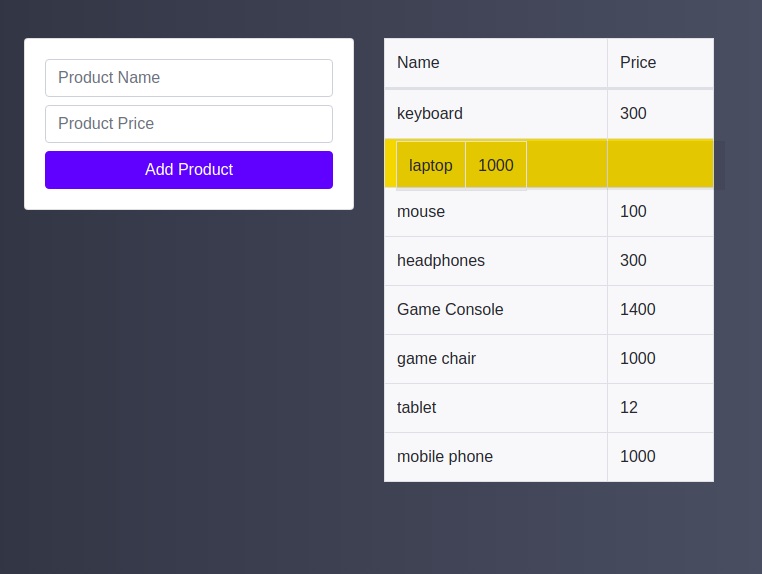 Product Name
Product Price
Add Product
Name Price
keyboard 300
laptop 1000
mouse 100
headphones 300
Game Console 1400
game chair 1000
tablet 12
mobile phone 1000